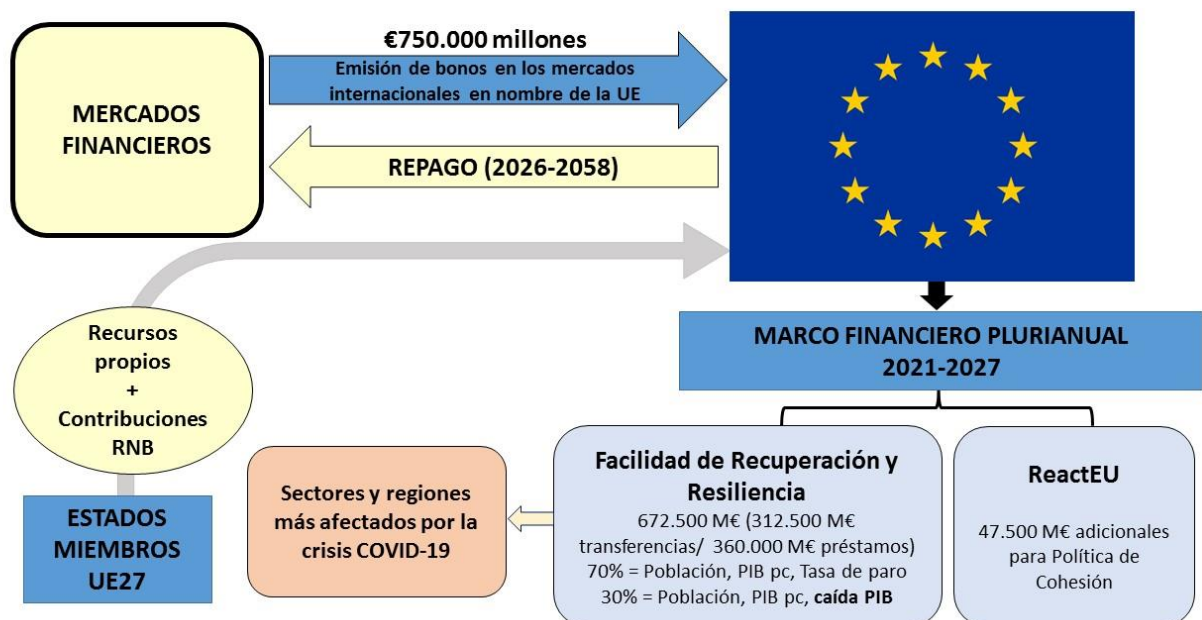 €750.000 millones
Emisión de bonos en los mercados
internacionales en nombre de la UE
MERCADOS
FINANCIEROS
REPAGO (2026-2058)
Recursos
propios
+
Contribuciones
RNB
ESTADOS
MIEMBROS
UE27
MARCO FINANCIERO PLURIANUAL
2021-2027
Sectores y regiones
más afectados por la
crisis COVID-19
Facilidad de Recuperación y
Resiliencia
672.500 M€ (312.500 M€
transferencias/ 360.000 M€ préstamos)
70% = Población, PIB pc, Tasa de paro
30% = Población, PIB pc, caída PIB
ReactEU
47.500 M€ adicionales
para Política de
Cohesión